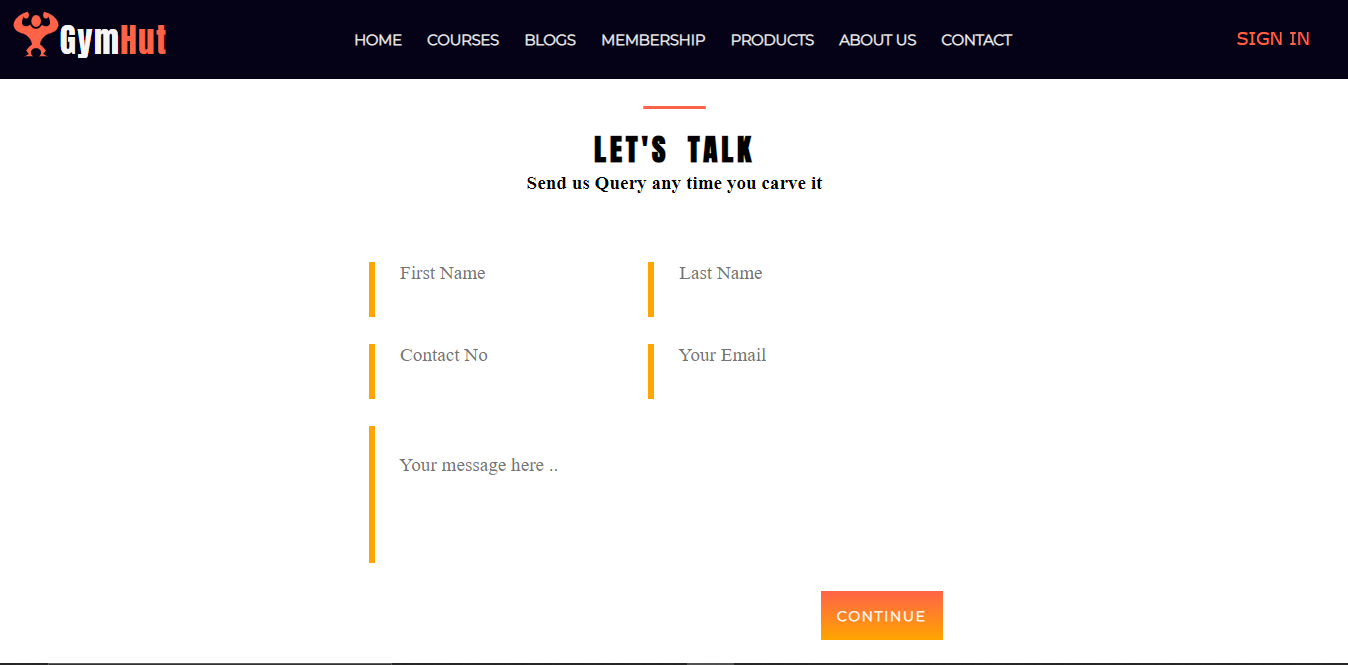 GymHut
HOME COURSES BLOGS MEMBERSHIP PRODUCTS ABOUT US CONTACT
SIGN IN
LET'S TALK
Send us Query any time you carve it
First Name
Last Name
Contact No
Your Email
Your message here ..
CONTINUE